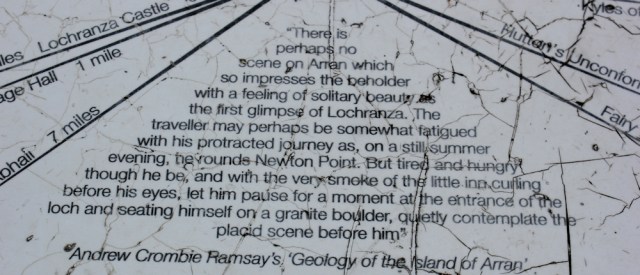 "There is
perhaps no
scene on Arran which
so impresses the beholder
with a feeling of solitary beauty as
the first glimpse of Lochranza. The
traveller may perhaps be somewhat fatigued
with his protracted journey as, on a still summer
evening, he rounds Newton Point. But tired and hungry
though he be, and with the very smoke of the little inn curling
before his eyes, let him pause for a moment at the entrance of the
loch and seating himself on a granite boulder, quietly contemplate the
placid scene before him"
Andrew Crombie Ramsay's 'Geology of the Island of Arran'
Lochranza Castle
Hall 1 mile
7 miles
Hutton's Unconfor
Fairy
Kyles of